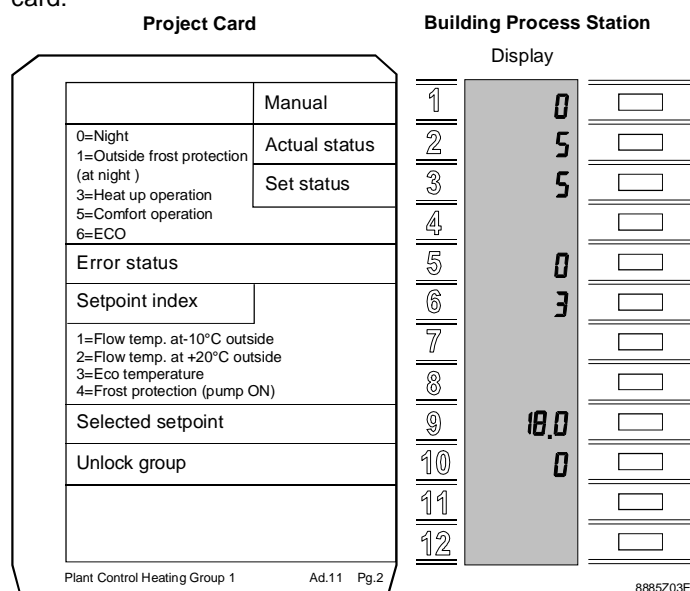 card.
Project Card
Building Process Station
Display
Manual
0=Night
1=Outside frost protection
(at night )
3=Heat up operation
5=Comfort operation
6=ECO
Actual status
Set status
Error status
Setpoint index
1=Flow temp. at-10°C outside
2=Flow temp. at +20°C outside
3=Eco temperature
4=Frost protection (pump ON)
Selected setpoint
Unlock group
Plant Control Heating Group 1 Ad.11 Pg.2
1 0
2 5
3 5
4
5 0
6 3
7
8
9 18.0
10 0
11
12
8885Z03E